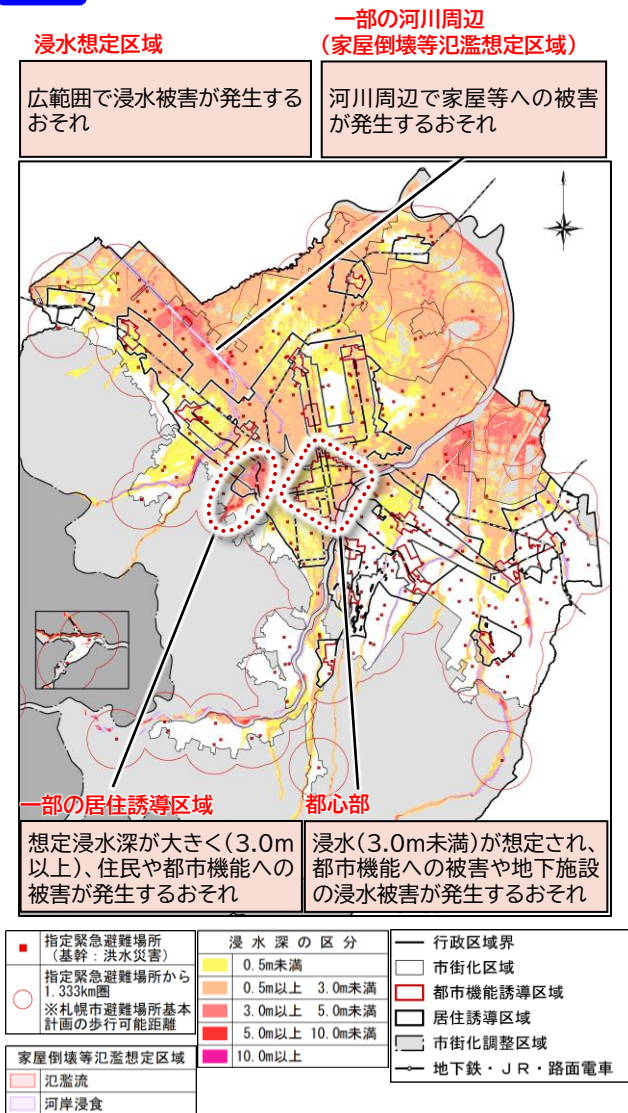 浸水想定区域
一部の河川周辺
（家屋倒壊等氾濫想定区域）
広範囲で浸水被害が発生する
おそれ
河川周辺で家屋等への被害
が発生するおそれ
一部の居住誘導区域
都心部
想定浸水深が大きく（3.0m
以上）、住民や都市機能への
被害が発生するおそれ
浸水（3.0m未満）が想定され、
都市機能への被害や地下施設
の浸水被害が発生するおそれ
指定緊急避難場所
（基幹：洪水災害）
指定緊急避難場所から
1.333km圏
※札幌市避難場所基本
計画の歩行可能距離
家屋倒壊等氾濫想定区域
氾濫流
河岸浸食
浸水深の区分
0.5m未満
0.5m以上 3.0m未満
3.0m以上 5.0m未満
5.0m以上 10.0m未満
10.0m以上
行政区域界
市街化区域
都市機能誘導区域
居住誘導区域
市街化調整区域
地下鉄・ＪＲ・路面電車